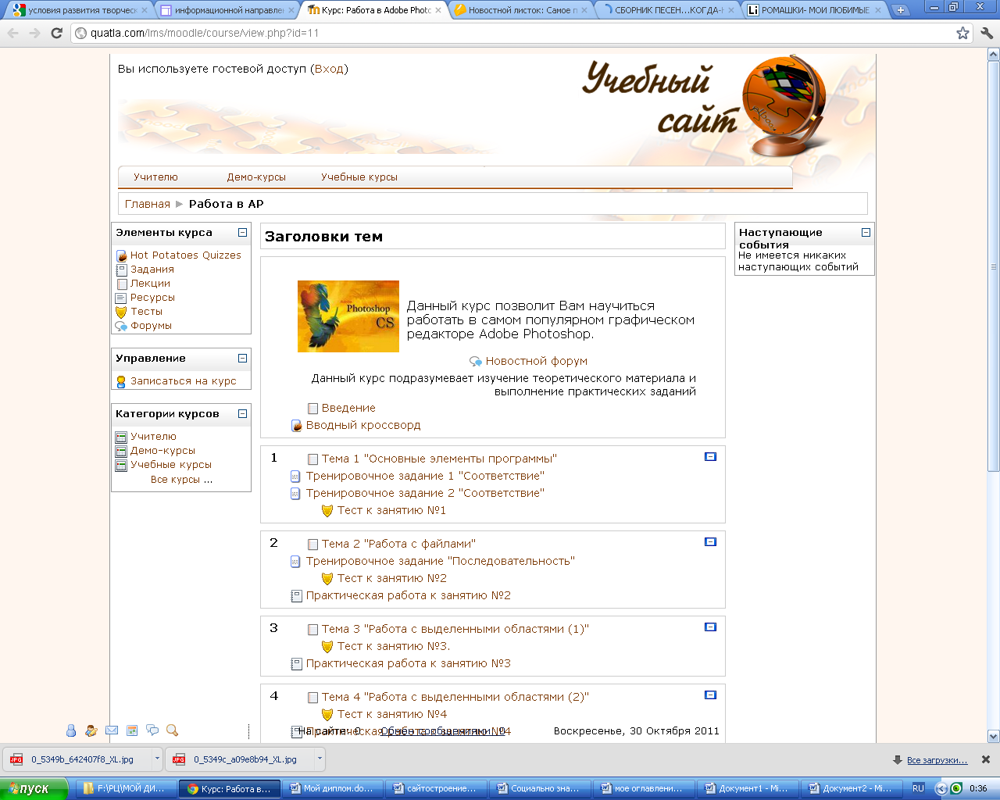 условия развития творческ
информационной направлен
Курс: Работа в Adobe Photo
Новостной листок: Самое п
СБОРНИК ПЕСЕН...КОГДА-
РОМАШКИ- МОИ ЛЮБИМЫЕ
quatla.com/lms/moodle/course/view.php?id=11
Вы используете гостевой доступ (Вход)
Учебный
сайт
Учителю
Демо-курсы
Учебные курсы
Главная ► Работа в AP
Элементы курса
Hot Potatoes Quizzes
Задания
Лекции
Ресурсы
Тесты
Форумы
Управление
Записаться на курс
Категории курсов
Учителю
Демо-курсы
Учебные курсы
Все курсы ...
Заголовки тем
Adobe
Photoshop
CS
Данный курс позволит Вам научиться
работать в самом популярном графическом
редакторе Adobe Photoshop.
Новостной форум
Данный курс подразумевает изучение теоретического материала и
выполнение практических заданий
Введение
Вводный кроссворд
1
Тема 1 "Основные элементы программы"
Тренировочное задание 1 "Соответствие"
Тренировочное задание 2 "Соответствие"
Тест к занятию №1
2
Тема 2 "Работа с файлами"
Тренировочное задание "Последовательность"
Тест к занятию №2
Практическая работа к занятию №2
3
Тема 3 "Работа с выделенными областями (1)"
Тест к занятию №3.
Практическая работа к занятию №3
4
Тема 4 "Работа с выделенными областями (2)"
Тест к занятию №4
Практическая работа к занятию №4
Наступающие
события
Не имеется никаких
наступающих событий
На сайте: 0
Обмен сообщениями: 0
Воскресенье, 30 Октября 2011
0_5349b_642407f8_XL.jpg
0_5349c_a09e8b94_XL.jpg
Все загрузки...
пуск
F:\РЦ\МОЙ ДИ...
Курс: Работа в...
Мой диплом.do...
сайтостроение...
Социально зна...
мое оглавлени...
Документ1 - Mi...
Документ2 - Mi...
RU
0:36